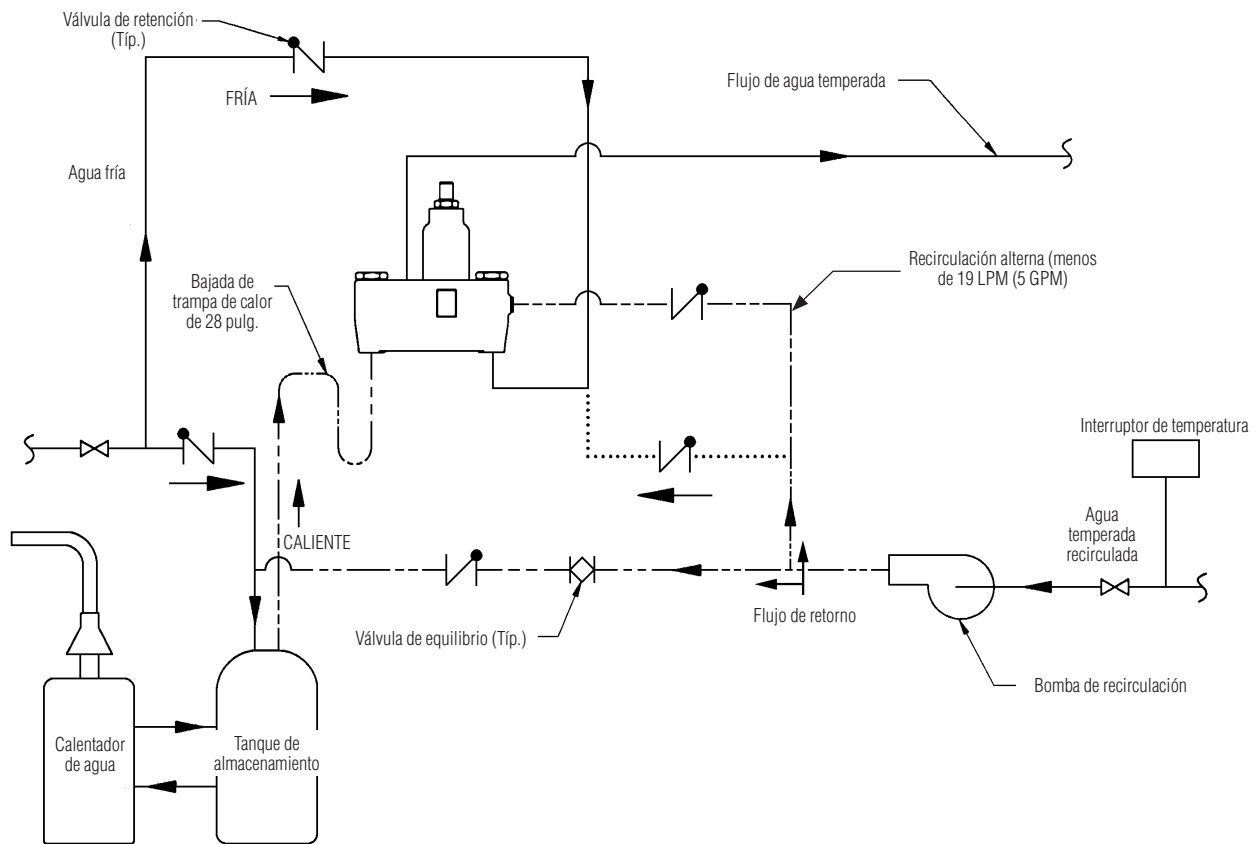 Válvula de retención
(Típ.)
FRÍA
Flujo de agua temperada
Agua fría
Bajada de
trampa de calor
de 28 pulg.
Recirculación alterna (menos
de 19 LPM (5 GPM)
Interruptor de temperatura
Agua
temperada
recirculada
CALIENTE
Válvula de equilibrio (Típ.)
Flujo de retorno
Bomba de recirculación
Calentador
de agua
Tanque de
almacenamiento